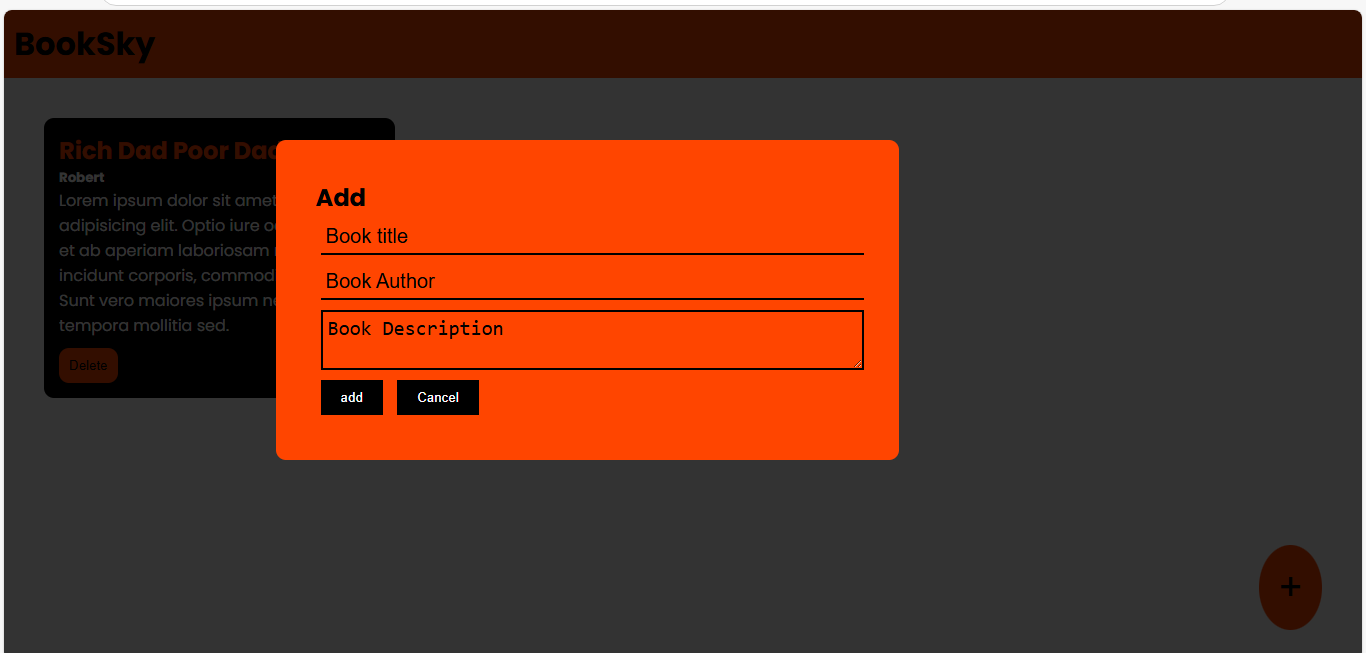 BookSky
Rich Dad Poor Dad
Robert
Lorem ipsum dolor sit amet
adipisicing elit. Optio iure
et ab aperiam laboriosam
incidunt corporis,
Sunt vero maiores ipsum
tempora mollitia sed.
Delete
Add
Book title
Book Author
Book Description
add Cancel
+